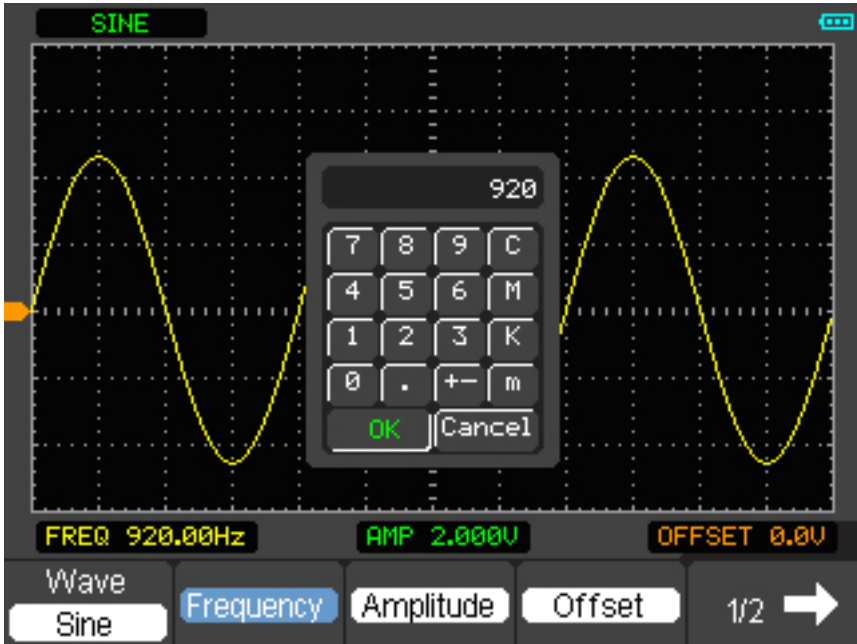 SINE
920
7 8 9 C
4 5 6 M
1 2 3 K
0 . +− m
OK Cancel
FREQ 920.00Hz AMP 2.000V OFFSET 0.0V
Wave
Sine Frequency Amplitude Offset 1/2